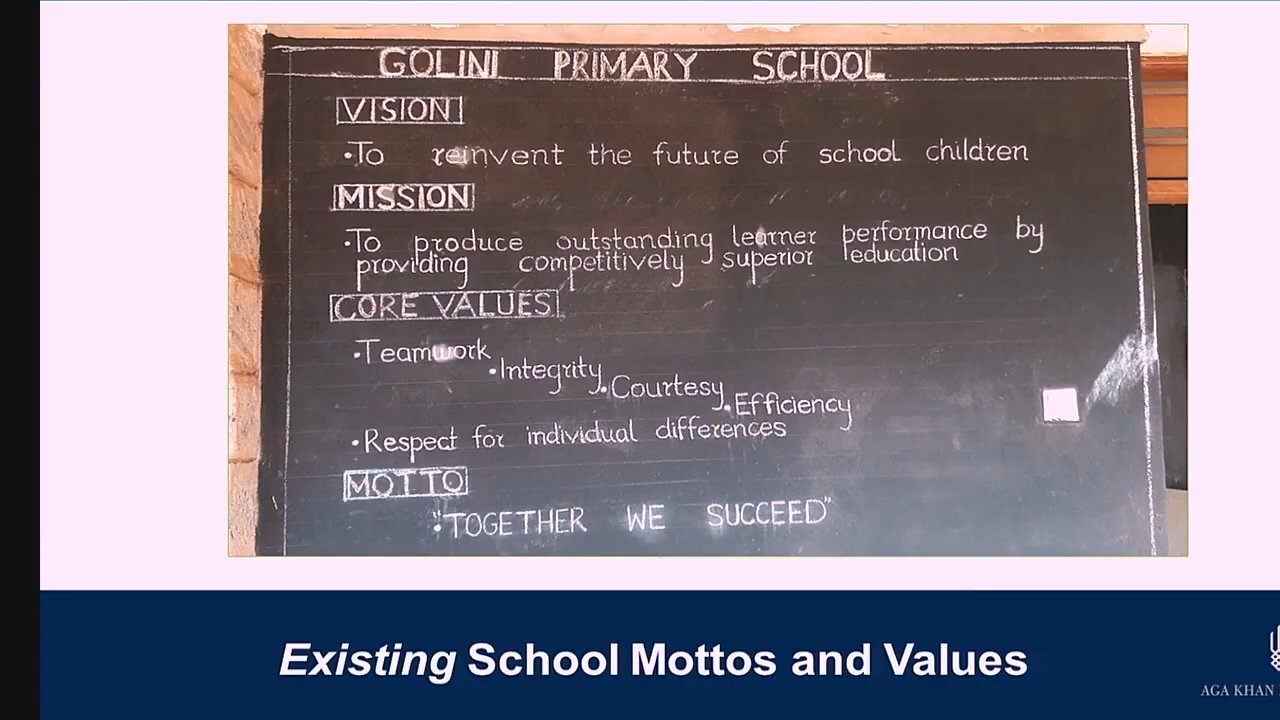 GOLINI PRIMARY SCHOOL
VISION
•To reinvent the future of school children
MISSION
•To produce outstanding learner performance by
providing competitively superior education
CORE VALUES
•Teamwork
•Integrity
•Courtesy
•Efficiency
•Respect for individual differences
MOTTO
"TOGETHER WE SUCCEED"
Existing School Mottos and Values
AGA KHAN